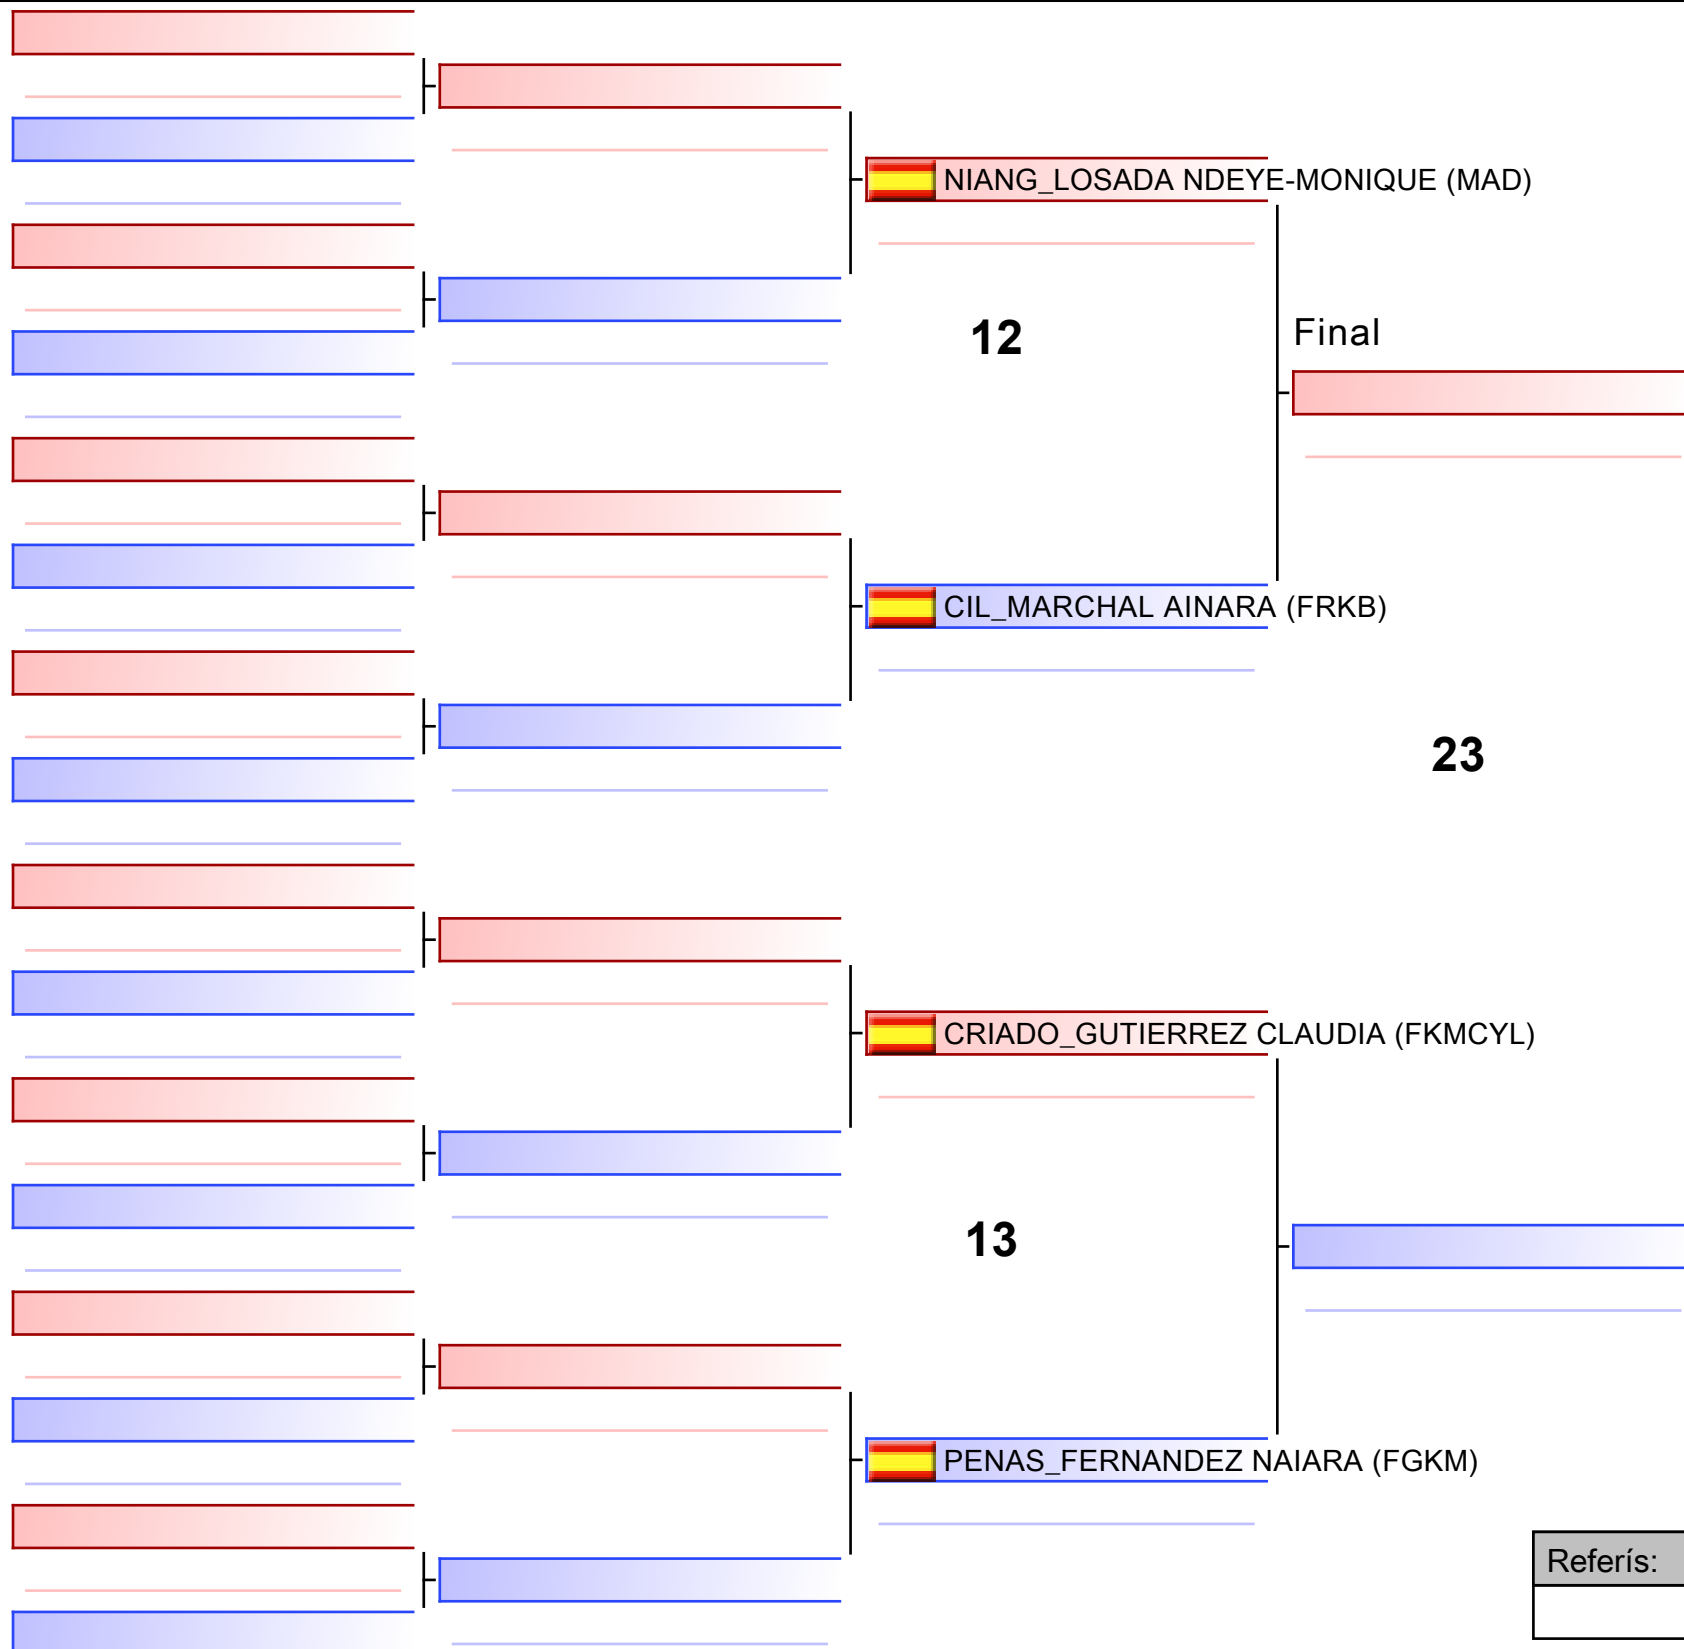 NIANG_LOSADA NDEYE-MONIQUE (MAD)
12
Final
CIL_MARCHAL AINARA (FRKB)
23
CRIADO_GUTIERREZ CLAUDIA (FKMCYL)
13
PENAS_FERNANDEZ NAIARA (FGKM)
Referís: